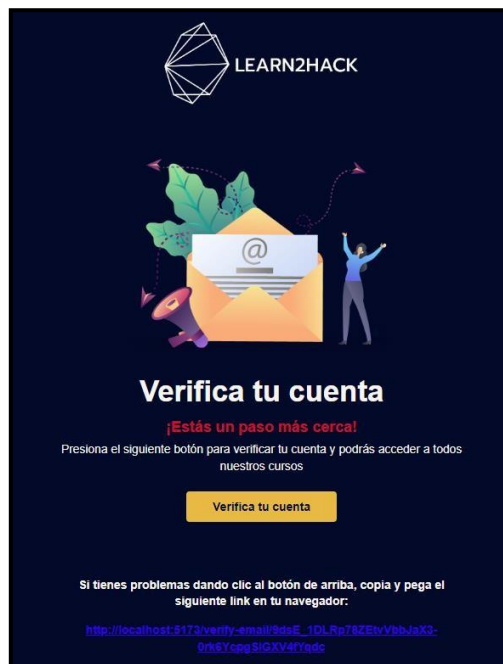 LEARN2HACK
@
Verifica tu cuenta
¡Estás un paso más cerca!
Presiona el siguiente botón para verificar tu cuenta y podrás acceder a todos
nuestros cursos
Verifica tu cuenta
Si tienes problemas dando clic al botón de arriba, copia y pega el
siguiente link en tu navegador:
http://localhost:5173/verify-email/9dsE_1DLRp78ZEtvVbbJaX3-
0rk6YcpgSIGXV4fYqdc